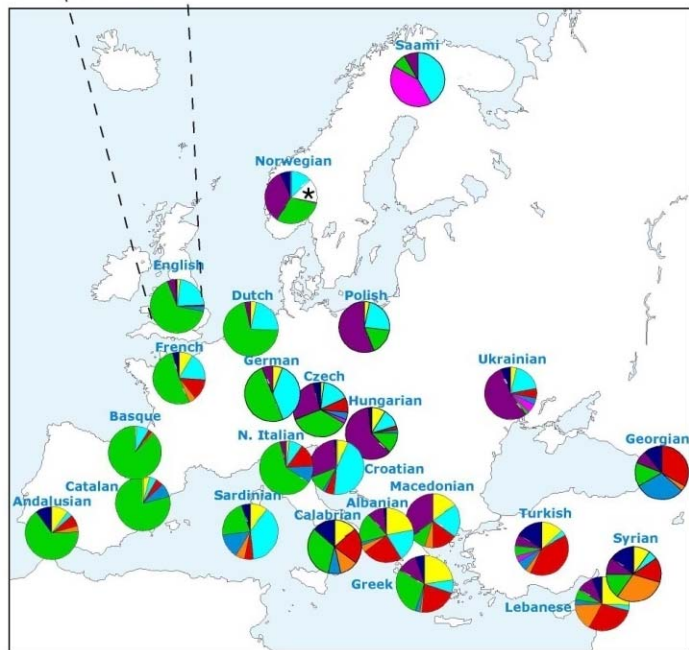 Saami
Norwegian
*
English
Dutch
Polish
French
German
Czech
Ukrainian
Hungarian
Basque
N. Italian
Georgian
Croatian
Catalan
Macedonian
Andalusian
Sardinian
Albanian
Calabrian
Turkish
Syrian
Greek
Lebanese